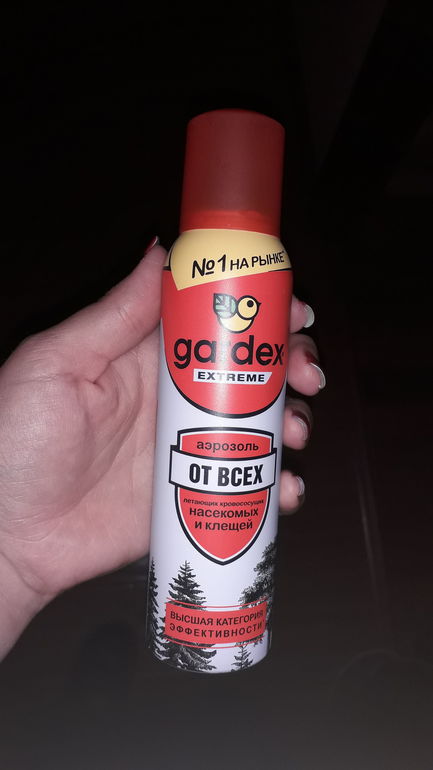 №1 НА РЫНКЕ*
gardex
EXTREME
аэрозоль
ОТ ВСЕХ
летающих кровососущих
насекомых
и клещей
ВЫСШАЯ КАТЕГОРИЯ
ЭФФЕКТИВНОСТИ